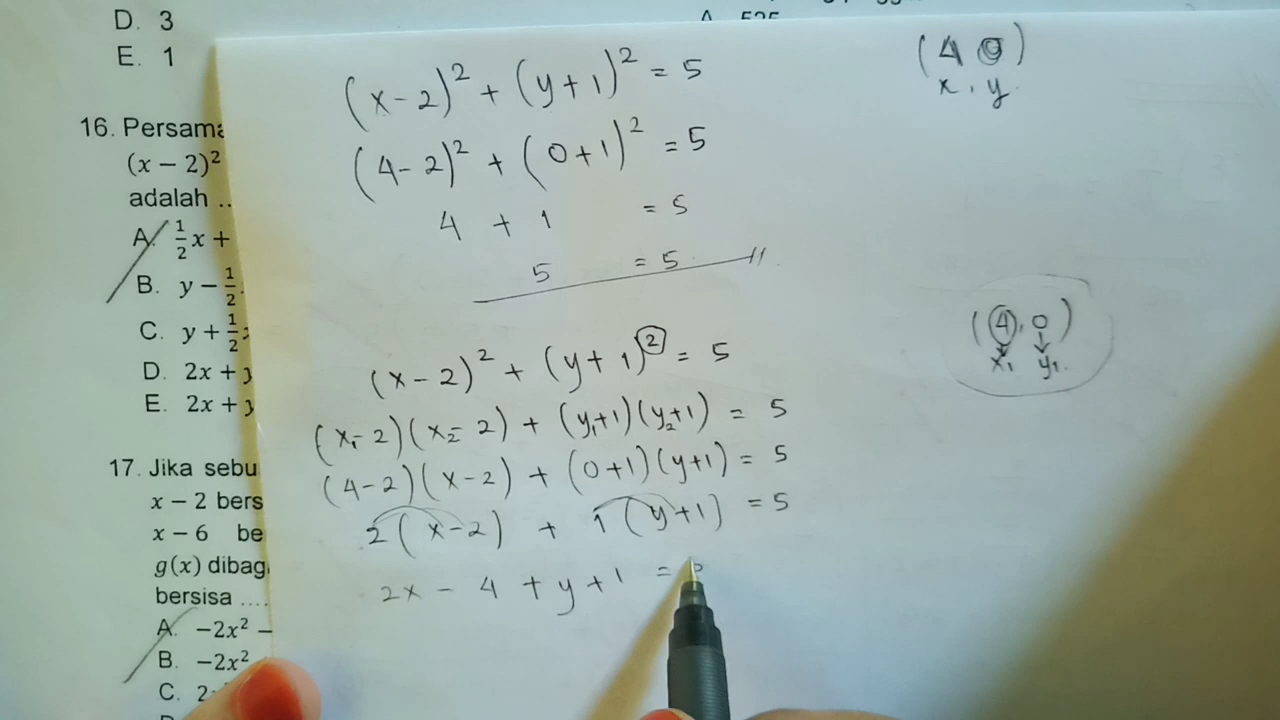 D. 3
E. 1
16. Persama
(x − 2)²
adalah ..
A. 1/2 x +
B. y − 1/2
C. y + 1/2
D. 2x + y
E. 2x + y
17. Jika sebu
x − 2 bers
x − 6 be
g(x) dibag
bersisa ....
A. −2x² −
B. −2x²
C. 2
(x − 2)² + (y + 1)² = 5
(4 − 2)² + (0 + 1)² = 5
4 + 1 = 5
5 = 5 //
(x − 2)² + (y + 1)² = 5
(x₁ − 2)(x₂ − 2) + (y₁ + 1)(y₂ + 1) = 5
(4 − 2)(x − 2) + (0 + 1)(y + 1) = 5
2(x − 2) + 1(y + 1) = 5
2x − 4 + y + 1 =
(4 0)
x , y
(4, 0)
x₁ y₁